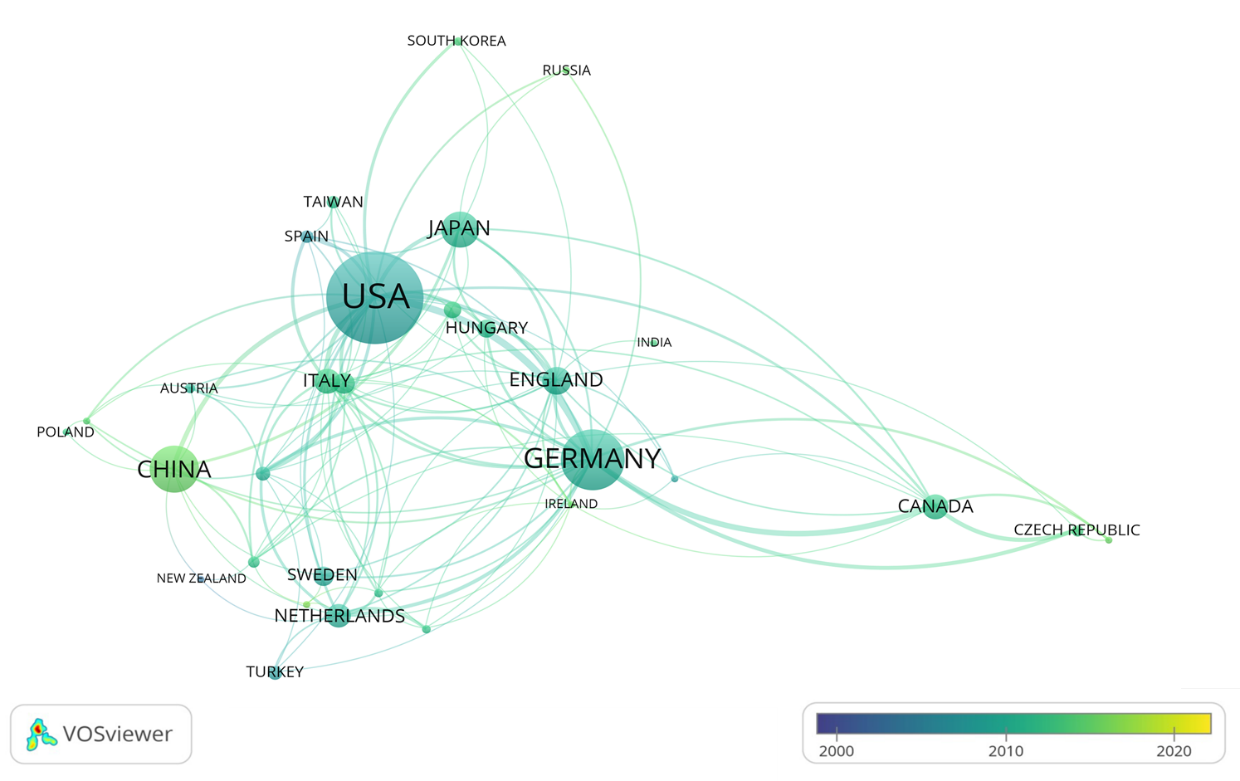 SOUTH KOREA
RUSSIA
TAIWAN
SPAIN
JAPAN
USA
HUNGARY
INDIA
ENGLAND
ITALY
AUSTRIA
POLAND
GERMANY
CHINA
IRELAND
CANADA
CZECH REPUBLIC
SWEDEN
NEW ZEALAND
NETHERLANDS
TURKEY
VOSviewer
2000 2010 2020